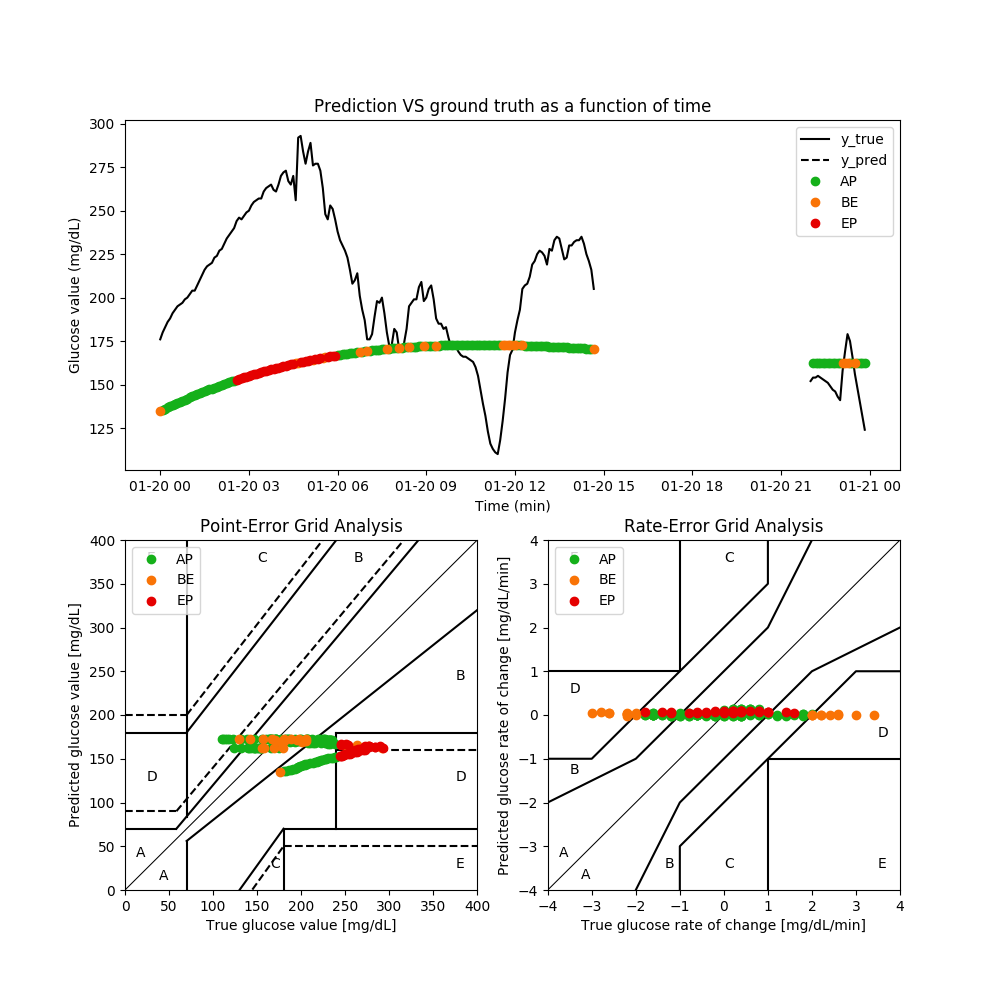 Prediction VS ground truth as a function of time
Glucose value (mg/dL)
300
275
250
225
200
175
150
125
y_true
y_pred
AP
BE
EP
01-20 00 01-20 03 01-20 06 01-20 09 01-20 12 01-20 15 01-20 18 01-20 21 01-21 00
Time (min)
Point-Error Grid Analysis
Predicted glucose value [mg/dL]
400
350
300
250
200
150
100
50
0
AP
BE
EP
C
B
B
D
D
A
A
C
E
0 50 100 150 200 250 300 350 400
True glucose value [mg/dL]
Rate-Error Grid Analysis
Predicted glucose rate of change [mg/dL/min]
4
3
2
1
0
−1
−2
−3
−4
AP
BE
EP
C
D
D
B
A
A
B
C
E
−4 −3 −2 −1 0 1 2 3 4
True glucose rate of change [mg/dL/min]